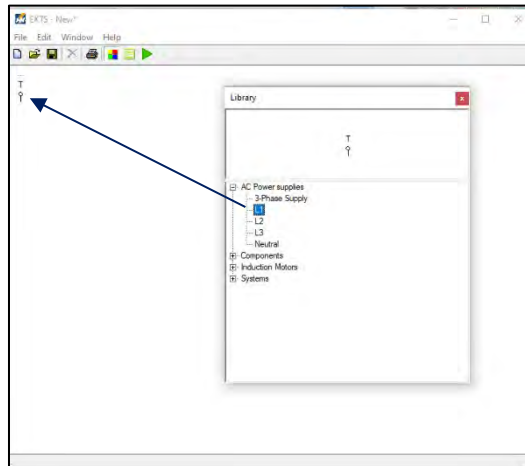 EKTS - New*
File Edit Window Help
T
Library
x
T
AC Power supplies
3-Phase Supply
L1
L2
L3
Neutral
Components
Induction Motors
Systems